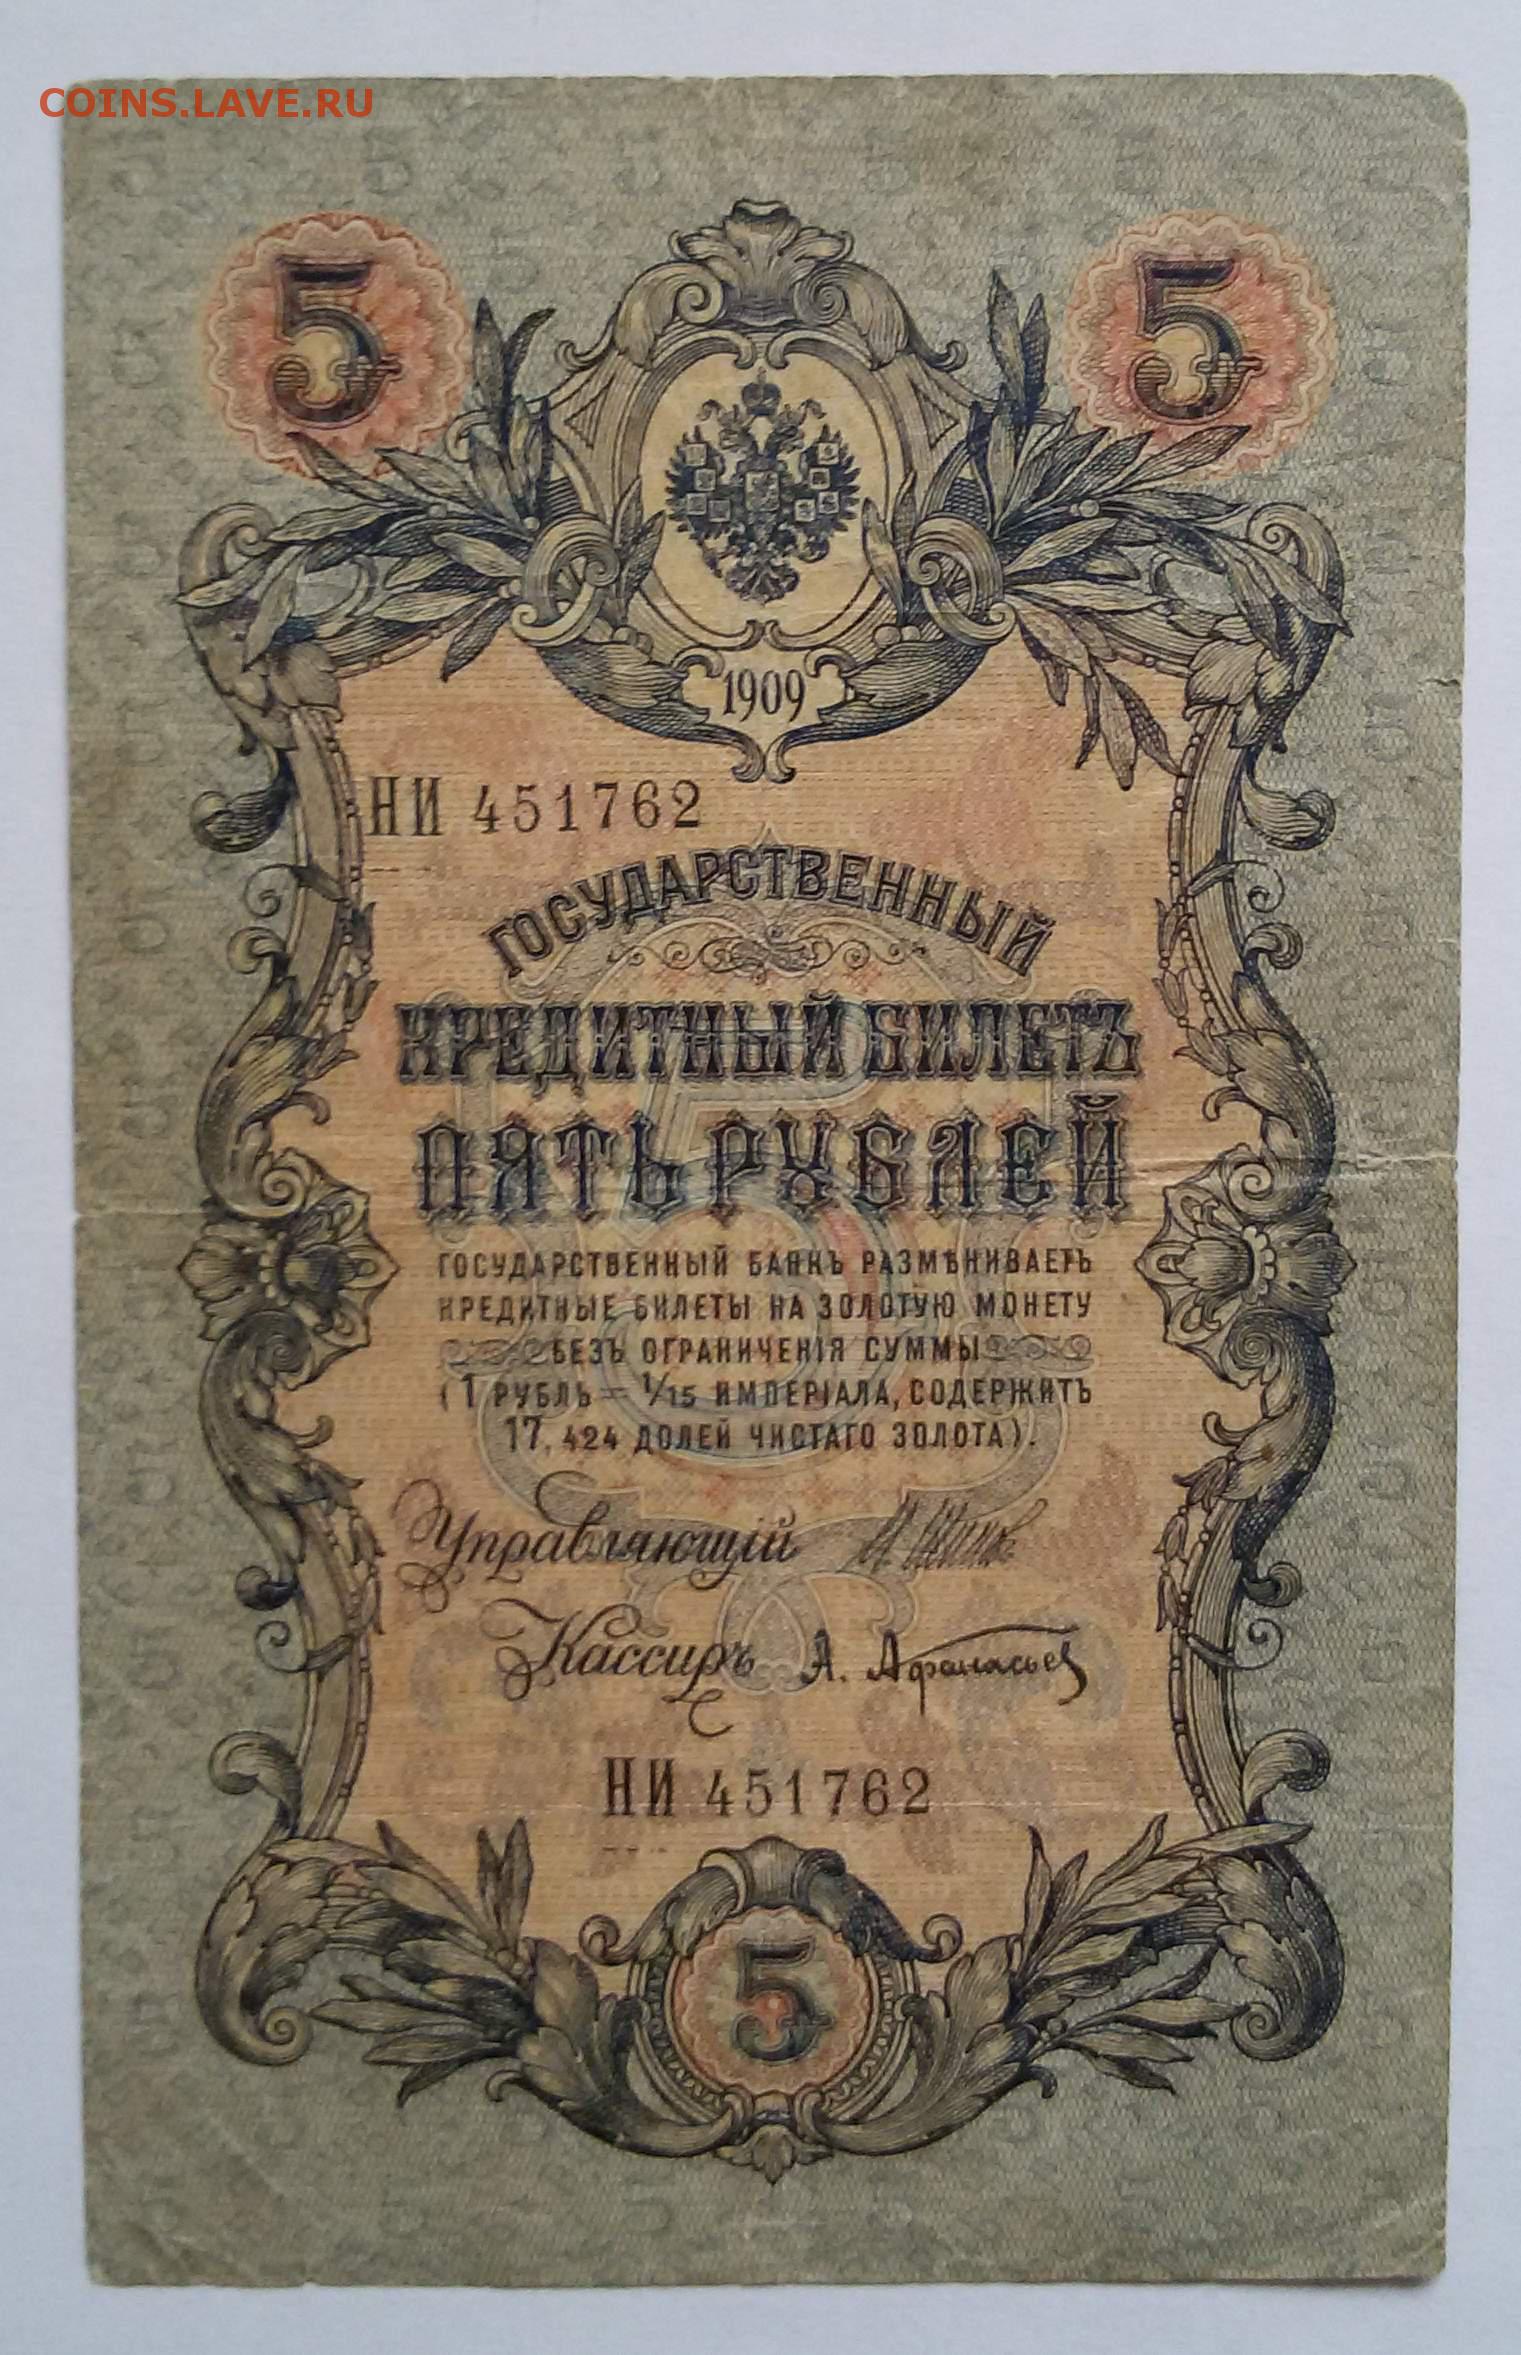 COINS.LAVE.RU
5 5
1909
НИ 451762
ГОСУДАРСТВЕННЫЙ
КРЕДИТНЫЙ БИЛЕТЪ
ПЯТЬ РУБЛЕЙ
ГОСУДАРСТВЕННЫЙ БАНКЪ РАЗМѢНИВАЕТЪ
КРЕДИТНЫЕ БИЛЕТЫ НА ЗОЛОТУЮ МОНЕТУ
БЕЗЪ ОГРАНИЧЕНІЯ СУММЫ
(1 РУБЛЬ = 1/15 ИМПЕРІАЛА, СОДЕРЖИТЪ
17,424 ДОЛЕЙ ЧИСТАГО ЗОЛОТА).
Управляющій
Кассиръ А. Афанасьев
НИ 451762
5